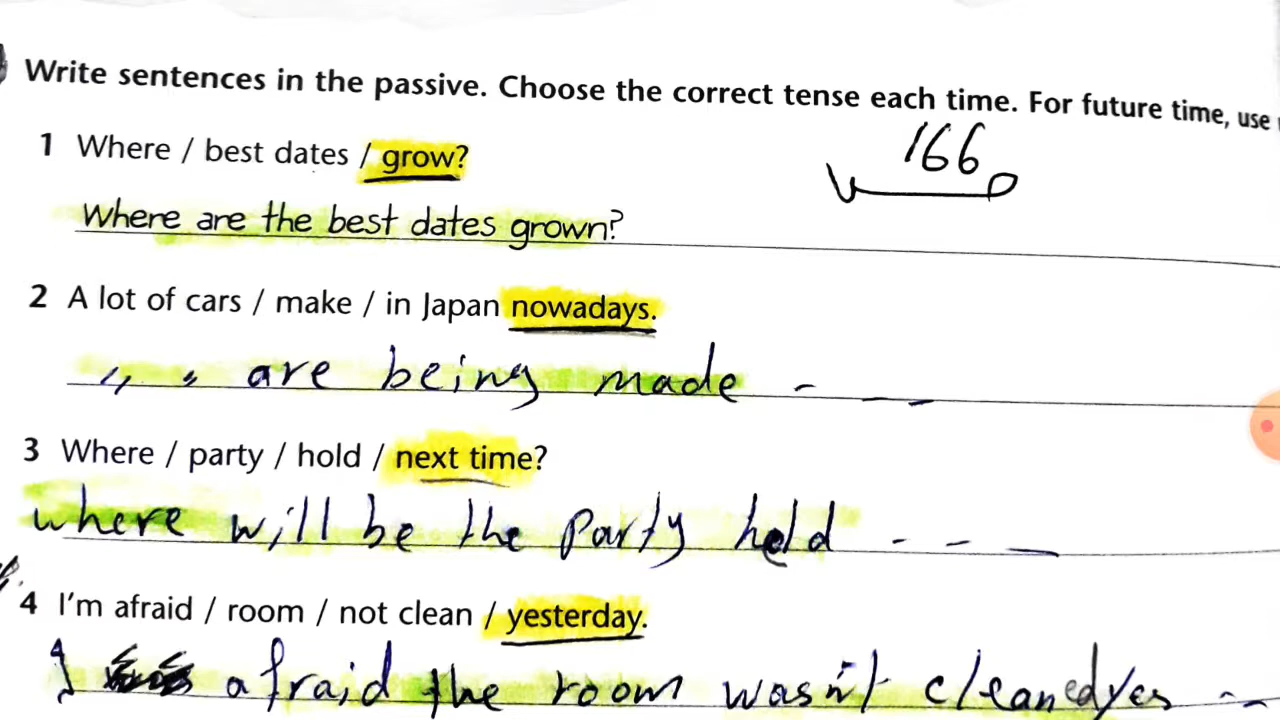 Write sentences in the passive. Choose the correct tense each time. For future time, use
166
1 Where / best dates / grow?
Where are the best dates grown?
2 A lot of cars / make / in Japan nowadays.
" " are being made - — —
3 Where / party / hold / next time?
where will be the party held - - —
4 I'm afraid / room / not clean / yesterday.
I afraid the room wasn't cleaned yes - -